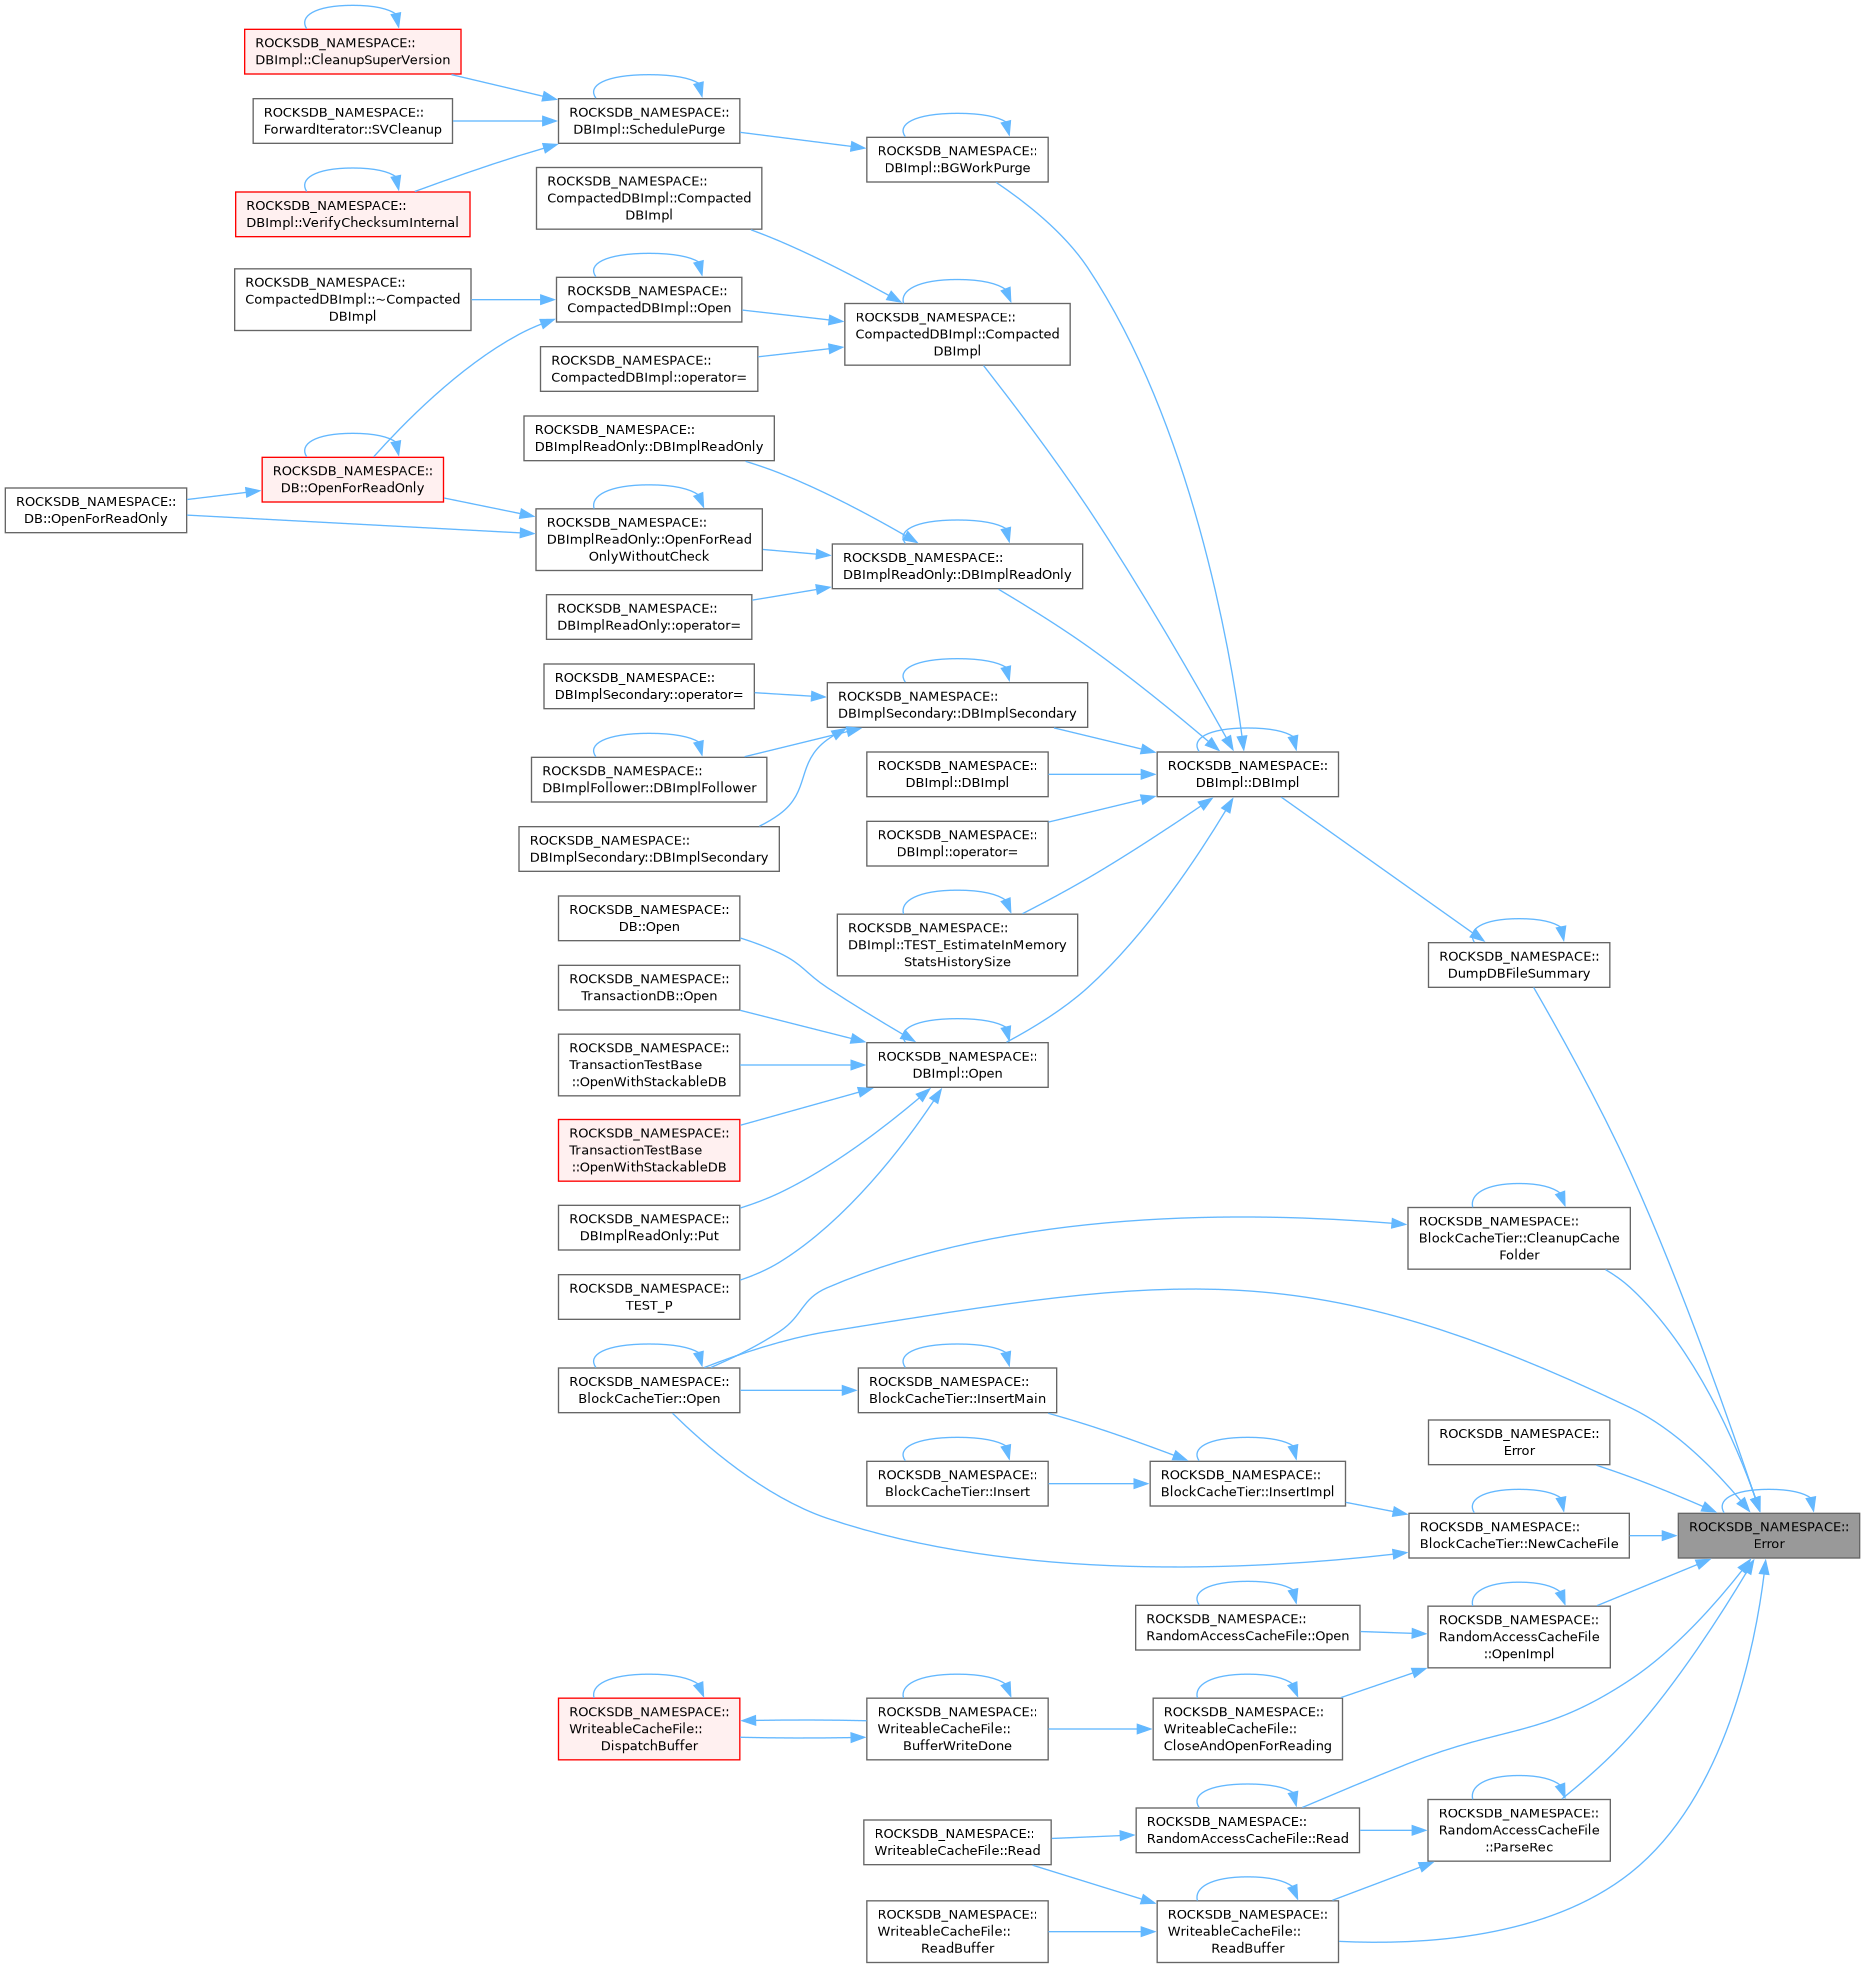 ROCKSDB_NAMESPACE::
DBImpl::CleanupSuperVersion
ROCKSDB_NAMESPACE::
ForwardIterator::SVCleanup
ROCKSDB_NAMESPACE::
DBImpl::VerifyChecksumInternal
ROCKSDB_NAMESPACE::
CompactedDBImpl::~Compacted
DBImpl
ROCKSDB_NAMESPACE::
DB::OpenForReadOnly
ROCKSDB_NAMESPACE::
DB::OpenForReadOnly
ROCKSDB_NAMESPACE::
DBImpl::SchedulePurge
ROCKSDB_NAMESPACE::
CompactedDBImpl::Compacted
DBImpl
ROCKSDB_NAMESPACE::
CompactedDBImpl::Open
ROCKSDB_NAMESPACE::
CompactedDBImpl::operator=
ROCKSDB_NAMESPACE::
DBImplReadOnly::DBImplReadOnly
ROCKSDB_NAMESPACE::
DBImplReadOnly::OpenForRead
OnlyWithoutCheck
ROCKSDB_NAMESPACE::
DBImplReadOnly::operator=
ROCKSDB_NAMESPACE::
DBImplSecondary::operator=
ROCKSDB_NAMESPACE::
DBImplFollower::DBImplFollower
ROCKSDB_NAMESPACE::
DBImplSecondary::DBImplSecondary
ROCKSDB_NAMESPACE::
DB::Open
ROCKSDB_NAMESPACE::
TransactionDB::Open
ROCKSDB_NAMESPACE::
TransactionTestBase
::OpenWithStackableDB
ROCKSDB_NAMESPACE::
TransactionTestBase
::OpenWithStackableDB
ROCKSDB_NAMESPACE::
DBImplReadOnly::Put
ROCKSDB_NAMESPACE::
TEST_P
ROCKSDB_NAMESPACE::
BlockCacheTier::Open
ROCKSDB_NAMESPACE::
WriteableCacheFile::
DispatchBuffer
ROCKSDB_NAMESPACE::
DBImpl::BGWorkPurge
ROCKSDB_NAMESPACE::
CompactedDBImpl::Compacted
DBImpl
ROCKSDB_NAMESPACE::
DBImplReadOnly::DBImplReadOnly
ROCKSDB_NAMESPACE::
DBImplSecondary::DBImplSecondary
ROCKSDB_NAMESPACE::
DBImpl::DBImpl
ROCKSDB_NAMESPACE::
DBImpl::operator=
ROCKSDB_NAMESPACE::
DBImpl::TEST_EstimateInMemory
StatsHistorySize
ROCKSDB_NAMESPACE::
DBImpl::Open
ROCKSDB_NAMESPACE::
BlockCacheTier::InsertMain
ROCKSDB_NAMESPACE::
BlockCacheTier::Insert
ROCKSDB_NAMESPACE::
WriteableCacheFile::
BufferWriteDone
ROCKSDB_NAMESPACE::
WriteableCacheFile::Read
ROCKSDB_NAMESPACE::
WriteableCacheFile::
ReadBuffer
ROCKSDB_NAMESPACE::
DBImpl::DBImpl
ROCKSDB_NAMESPACE::
BlockCacheTier::InsertImpl
ROCKSDB_NAMESPACE::
RandomAccessCacheFile::Open
ROCKSDB_NAMESPACE::
WriteableCacheFile::
CloseAndOpenForReading
ROCKSDB_NAMESPACE::
RandomAccessCacheFile::Read
ROCKSDB_NAMESPACE::
WriteableCacheFile::
ReadBuffer
ROCKSDB_NAMESPACE::
DumpDBFileSummary
ROCKSDB_NAMESPACE::
BlockCacheTier::CleanupCache
Folder
ROCKSDB_NAMESPACE::
Error
ROCKSDB_NAMESPACE::
BlockCacheTier::NewCacheFile
ROCKSDB_NAMESPACE::
RandomAccessCacheFile
::OpenImpl
ROCKSDB_NAMESPACE::
RandomAccessCacheFile
::ParseRec
ROCKSDB_NAMESPACE::
Error